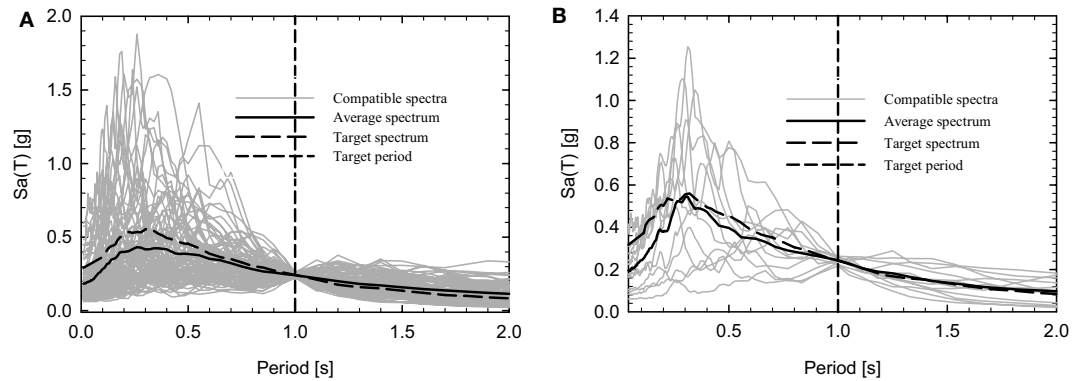 A
2.0
1.5
1.0
0.5
0.0
Sa(T) [g]
Compatible spectra
Average spectrum
Target spectrum
Target period
0.0 0.5 1.0 1.5 2.0
Period [s]
B
1.4
1.2
1.0
0.8
0.6
0.4
0.2
0.0
Sa(T) [g]
Compatible spectra
Average spectrum
Target spectrum
Target period
0.5 1.0 1.5 2.0
Period [s]